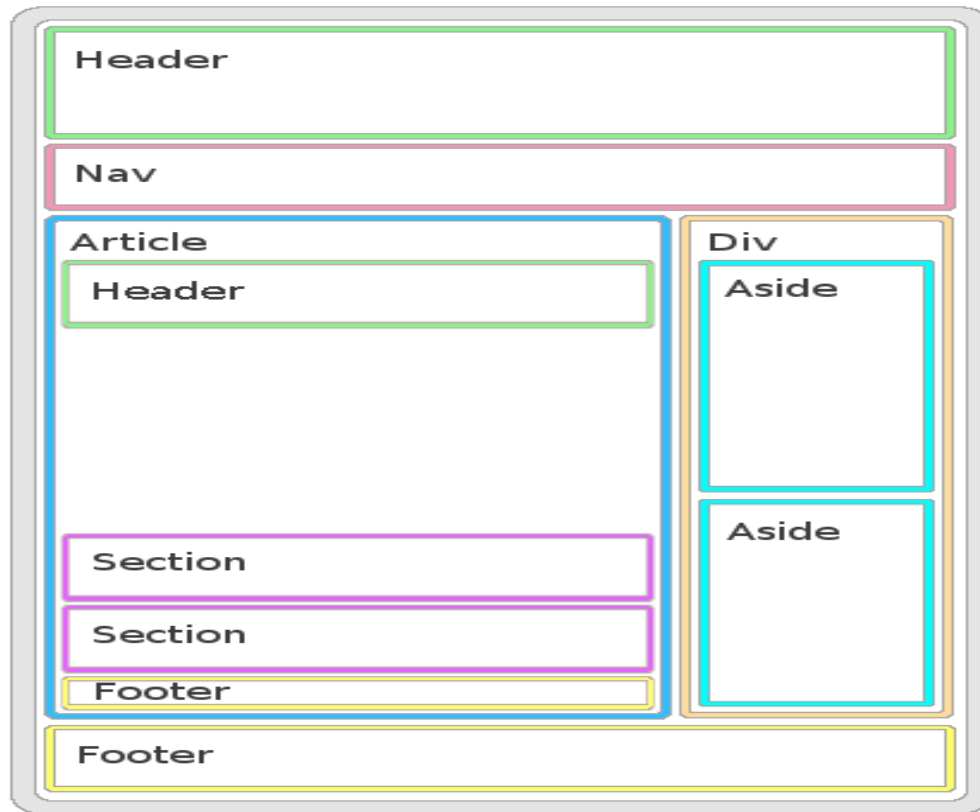 Header
Nav
Article
Header
Section
Section
Footer
Div
Aside
Aside
Footer